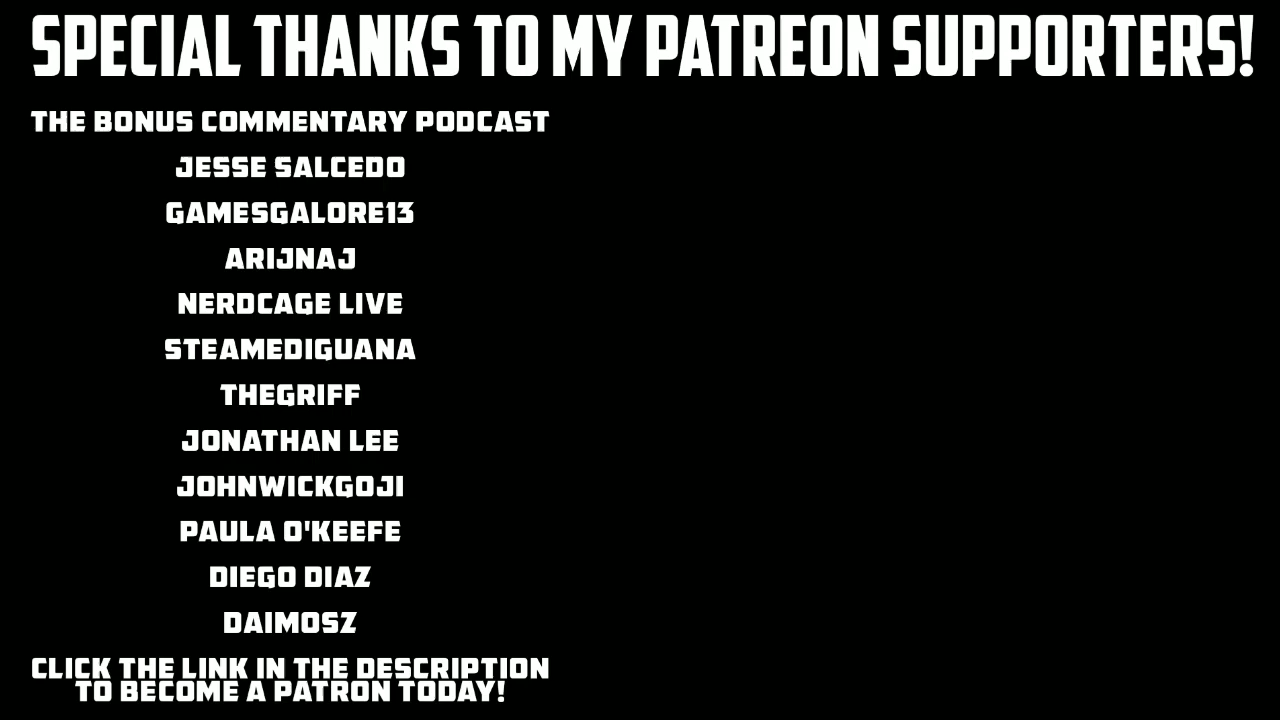 SPECIAL THANKS TO MY PATREON SUPPORTERS!
THE BONUS COMMENTARY PODCAST
JESSE SALCEDO
GAMESGALORE13
ARIJNAJ
NERDCAGE LIVE
STEAMEDIGUANA
THEGRIFF
JONATHAN LEE
JOHNWICKGOJI
PAULA O'KEEFE
DIEGO DIAZ
DAIMOSZ
CLICK THE LINK IN THE DESCRIPTION
TO BECOME A PATRON TODAY!